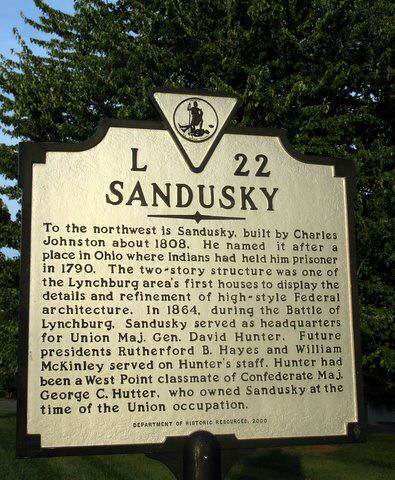 L 22
SANDUSKY
To the northwest is Sandusky, built by Charles
Johnston about 1808. He named it after a
place in Ohio where Indians had held him prisoner
in 1790. The two-story structure was one of
the Lynchburg area's first houses to display the
details and refinement of high-style Federal
architecture. In 1864, during the Battle of
Lynchburg, Sandusky served as headquarters
for Union Maj. Gen. David Hunter. Future
presidents Rutherford B. Hayes and William
McKinley served on Hunter's staff. Hunter had
been a West Point classmate of Confederate Maj.
George C. Hutter, who owned Sandusky at the
time of the Union occupation.
DEPARTMENT OF HISTORIC RESOURCES, 2000